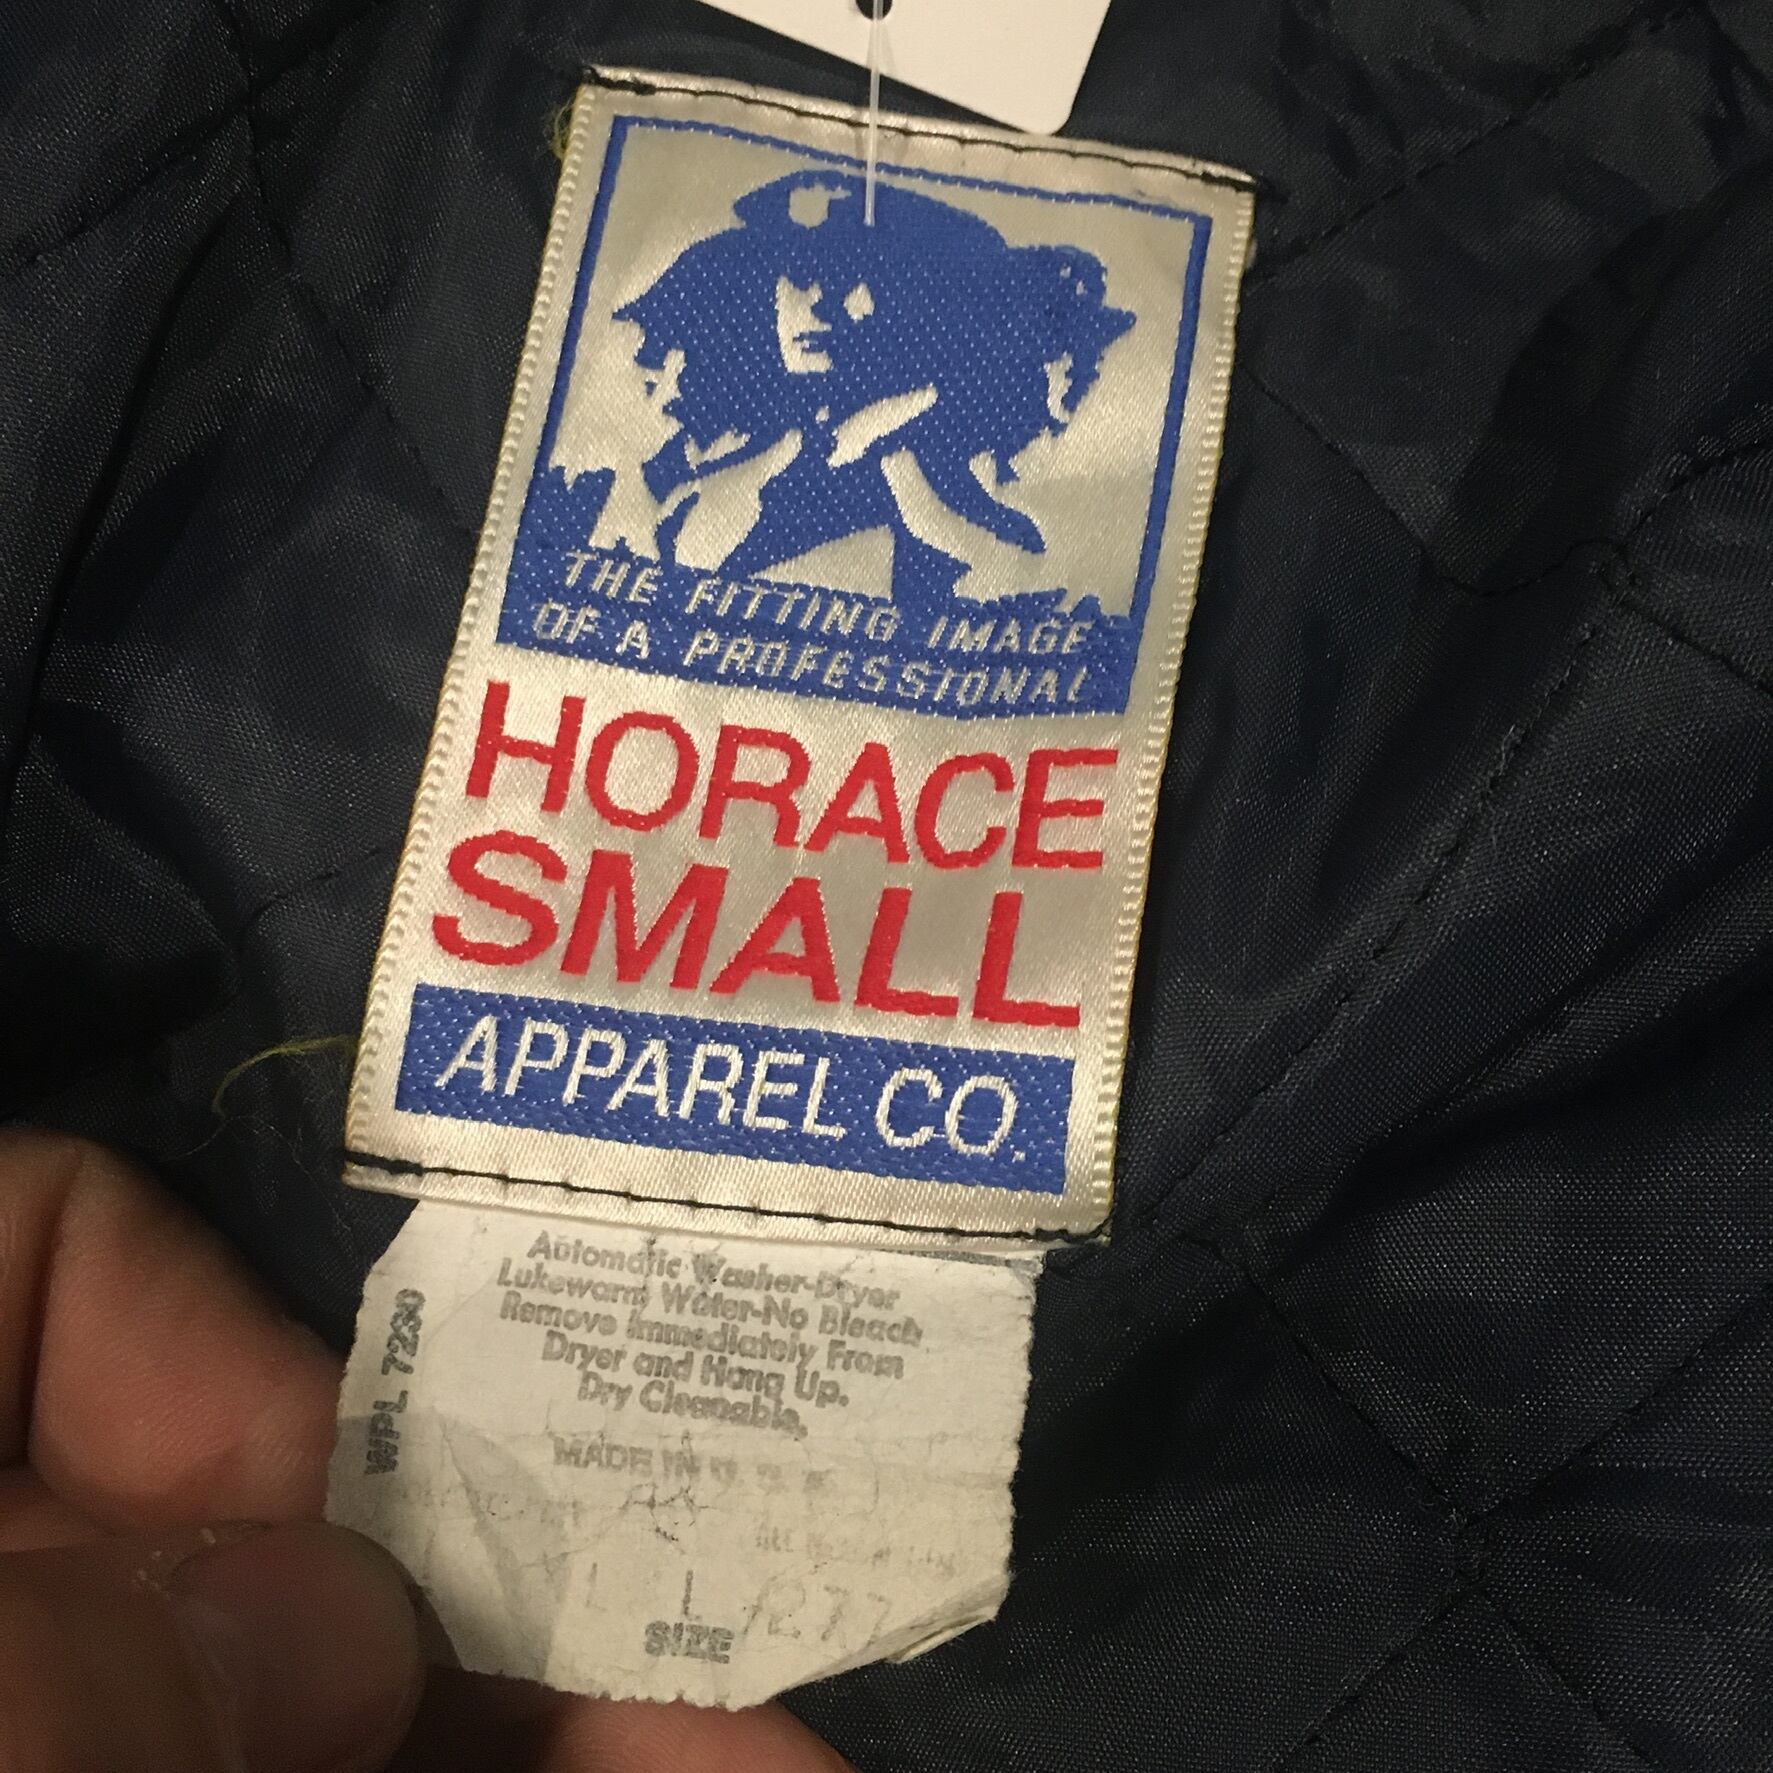 THE FITTING IMAGE
OF A PROFESSIONAL
HORACE
SMALL
APPAREL CO.
Automatic Washer-Dryer
Lukewarm Water-No Bleach
Remove Immediately From
Dryer and Hang Up.
Dry Cleanable.
WPL 7230
MADE IN
L L
SIZE